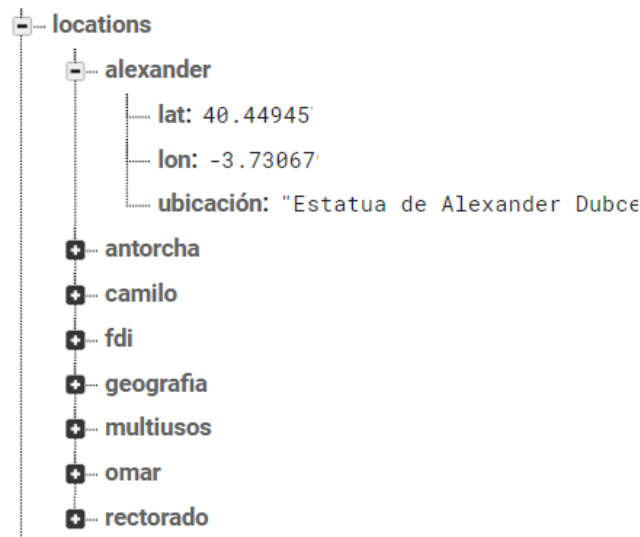 locations
alexander
lat: 40.44945
lon: -3.73067
ubicación: "Estatua de Alexander Dubce
antorcha
camilo
fdi
geografia
multiusos
omar
rectorado